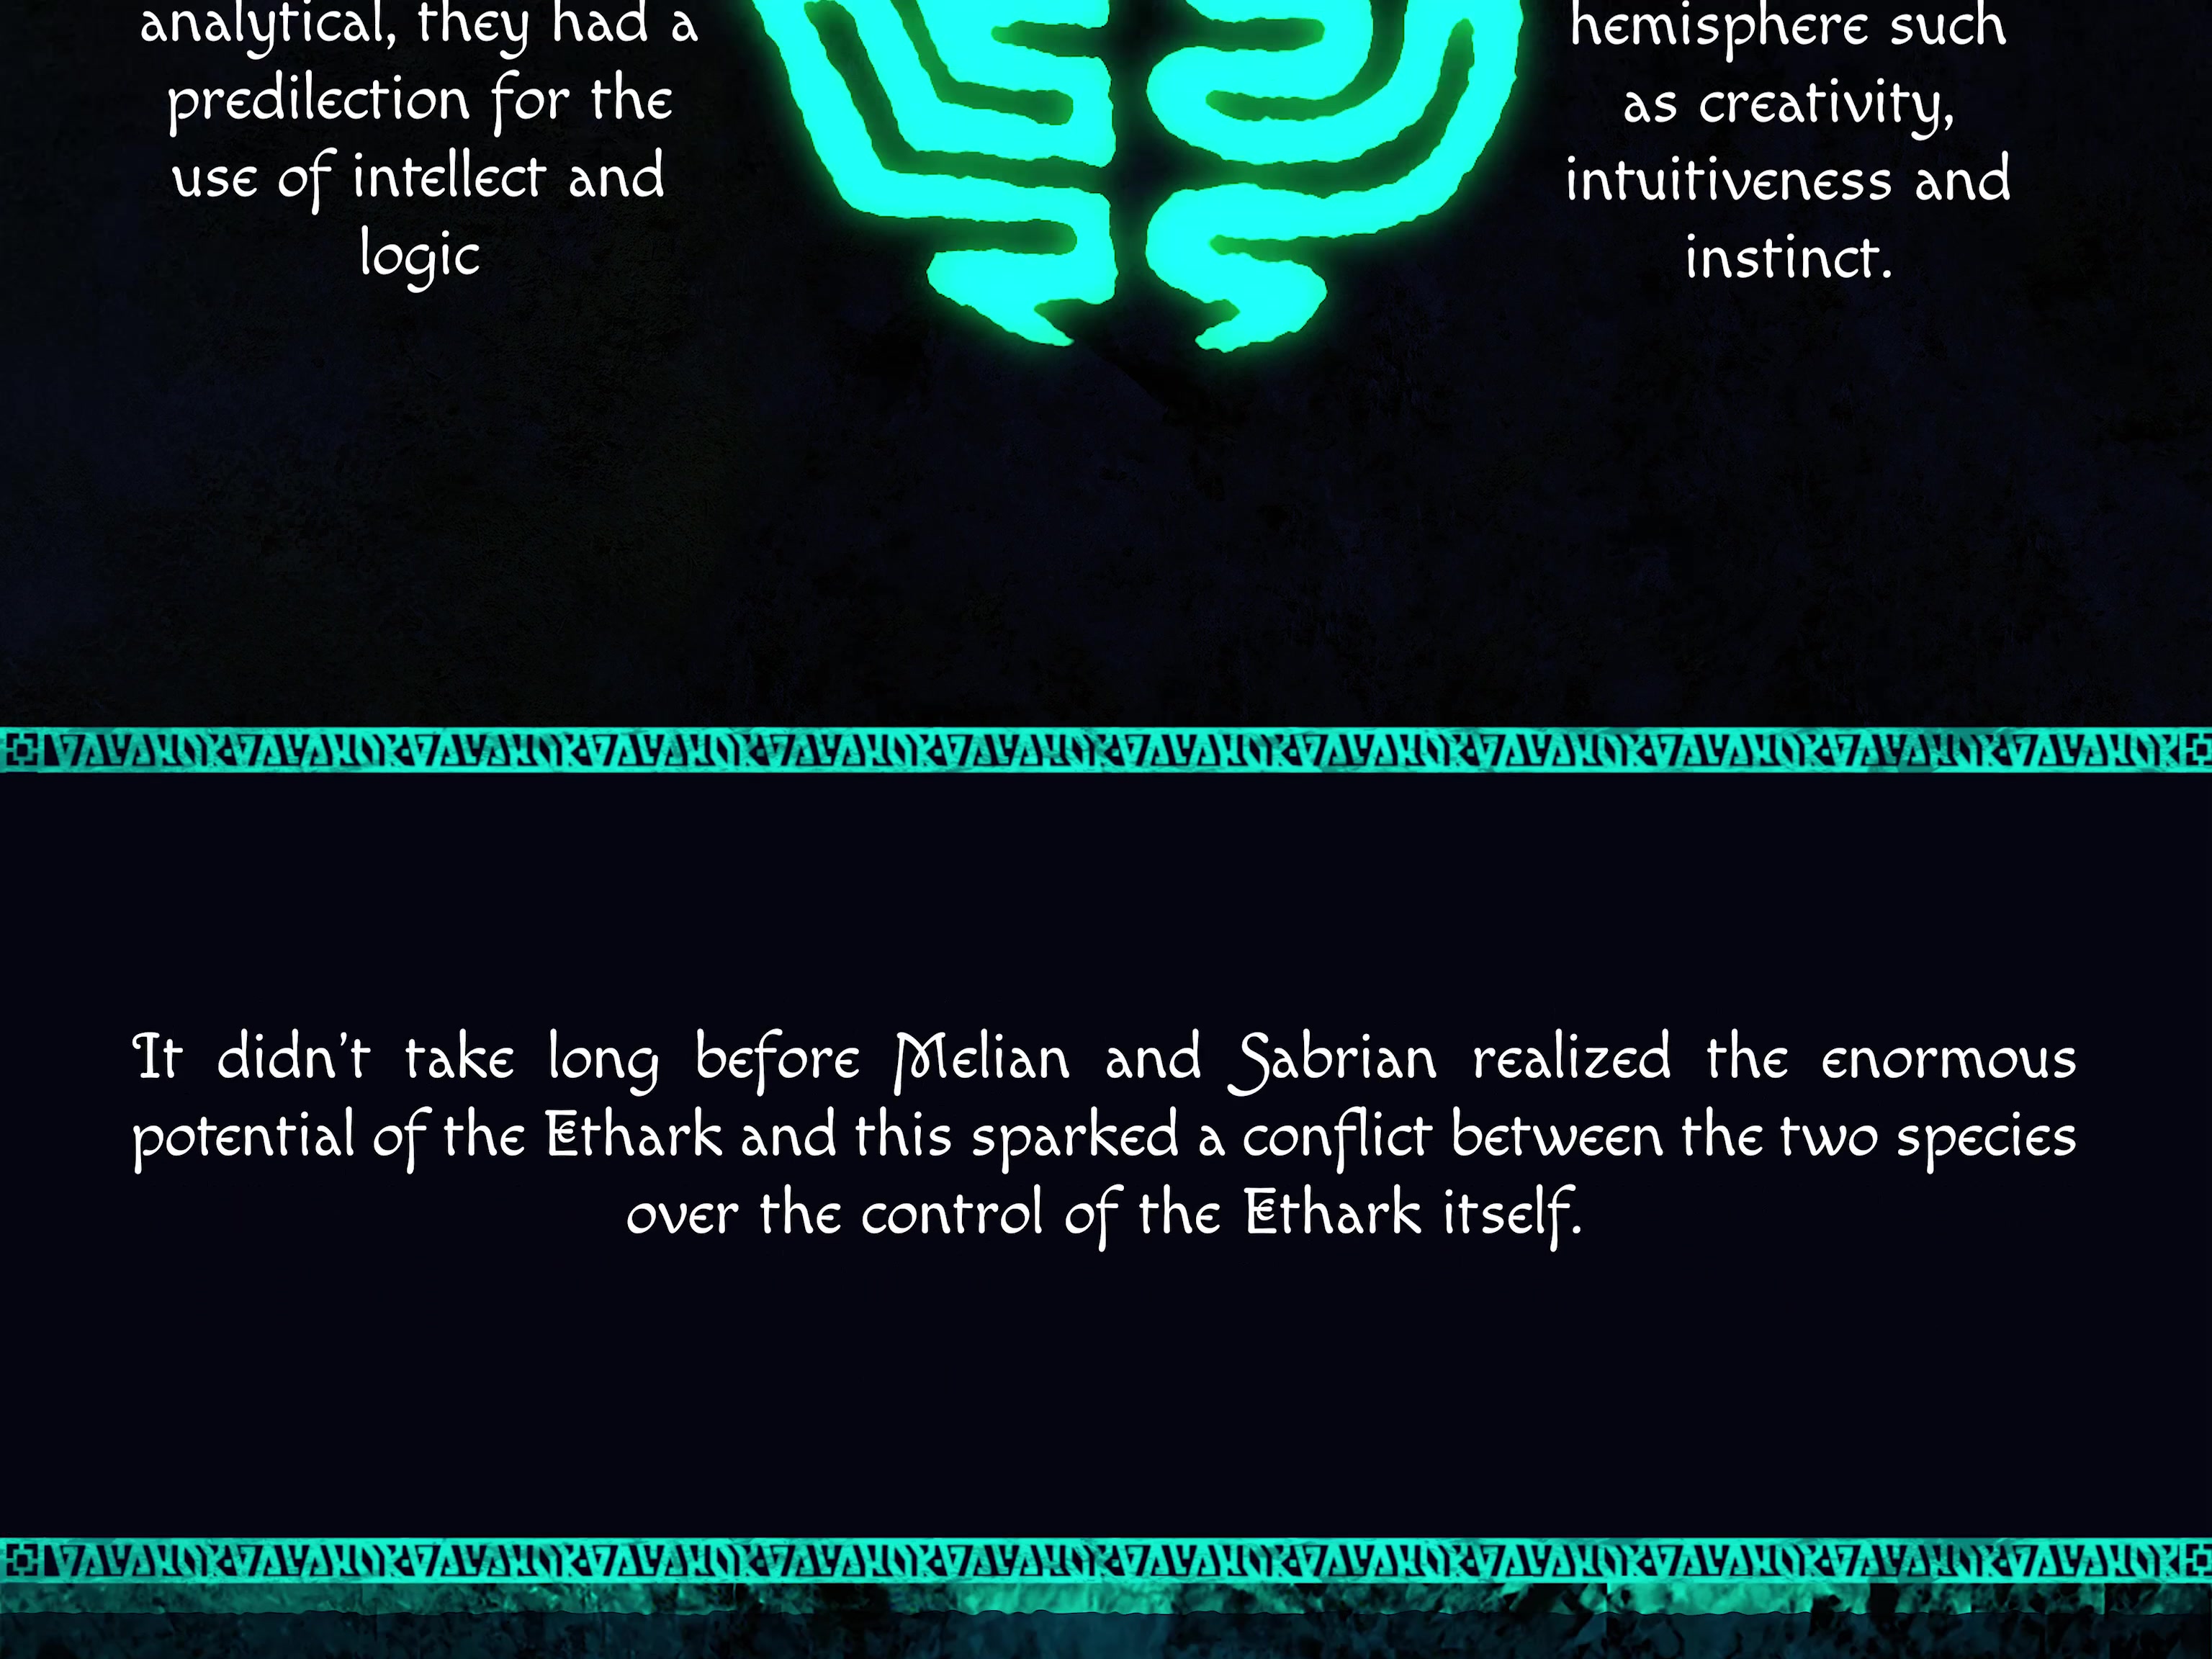 analytical, they had a
predilection for the
use of intellect and
logic
hemisphere such
as creativity,
intuitiveness and
instinct.
It didn't take long before Melian and Sabrian realized the enormous
potential of the Ethark and this sparked a conflict between the two species
over the control of the Ethark itself.